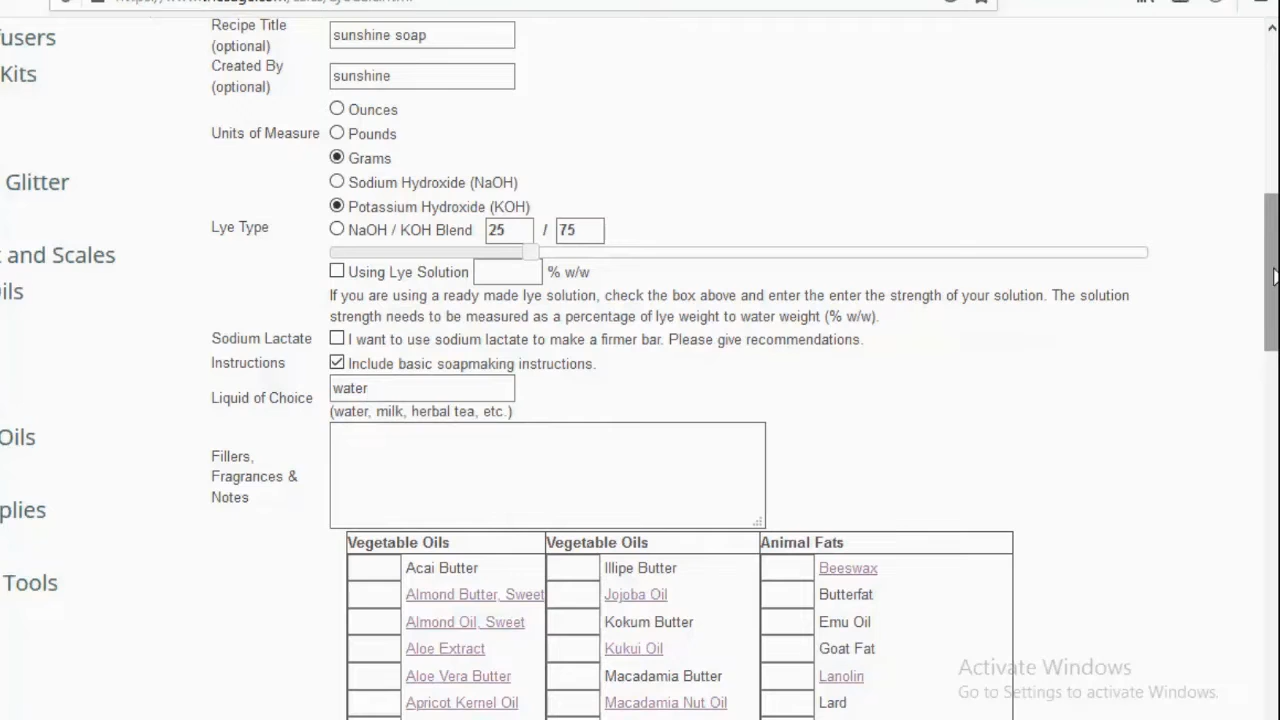 Recipe Title
(optional)
sunshine soap
Created By
(optional)
sunshine
Units of Measure
Ounces
Pounds
Grams
Lye Type
Sodium Hydroxide (NaOH)
Potassium Hydroxide (KOH)
NaOH / KOH Blend 25 / 75
Using Lye Solution % w/w
If you are using a ready made lye solution, check the box above and enter the enter the strength of your solution. The solution
strength needs to be measured as a percentage of lye weight to water weight (% w/w).
Sodium Lactate I want to use sodium lactate to make a firmer bar. Please give recommendations.
Instructions Include basic soapmaking instructions.
Liquid of Choice water
(water, milk, herbal tea, etc.)
Fillers,
Fragrances &
Notes
Vegetable Oils Vegetable Oils Animal Fats
Acai Butter Illipe Butter Beeswax
Almond Butter, Sweet Jojoba Oil Butterfat
Almond Oil, Sweet Kokum Butter Emu Oil
Aloe Extract Kukui Oil Goat Fat
Aloe Vera Butter Macadamia Butter Lanolin
Apricot Kernel Oil Macadamia Nut Oil Lard
fusers
Kits
Glitter
and Scales
ils
Oils
plies
Tools
Activate Windows
Go to Settings to activate Windows.